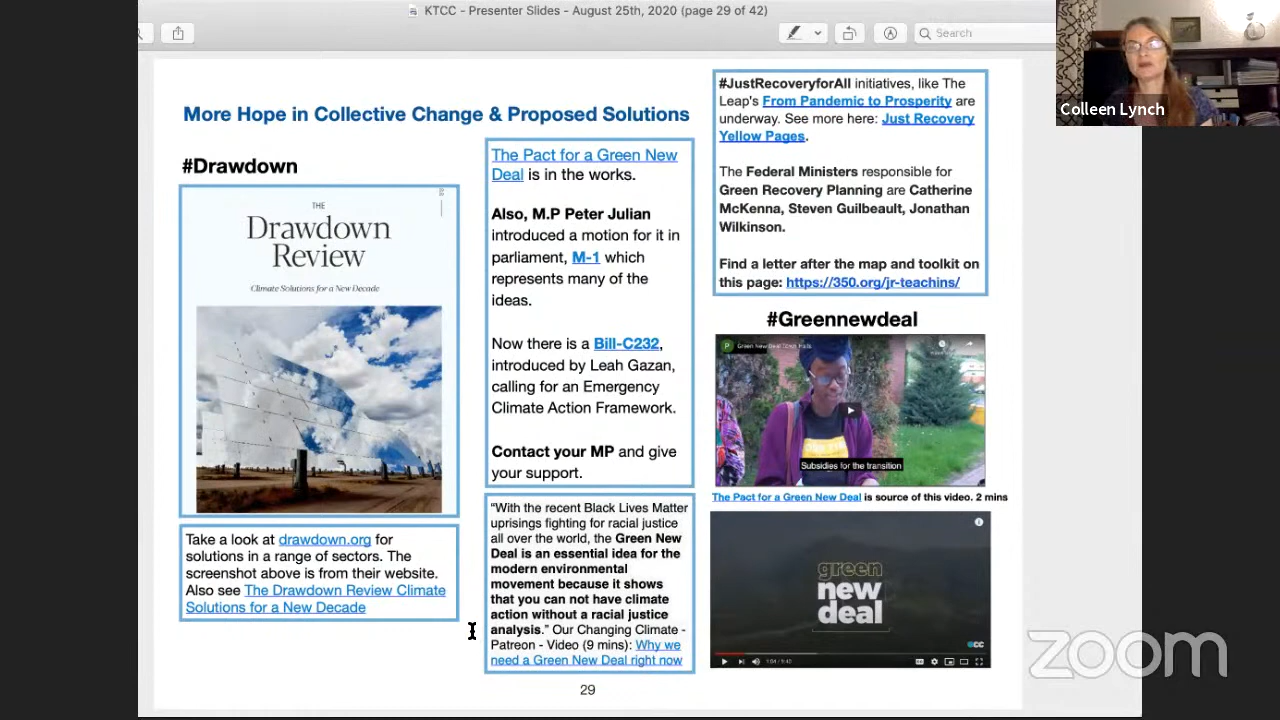 KTCC - Presenter Slides - August 25th, 2020 (page 29 of 42)
Search
Colleen Lynch
More Hope in Collective Change & Proposed Solutions
#Drawdown
THE
Drawdown
Review
Climate Solutions for a New Decade
Take a look at drawdown.org for
solutions in a range of sectors. The
screenshot above is from their website.
Also see The Drawdown Review Climate
Solutions for a New Decade
The Pact for a Green New
Deal is in the works.
Also, M.P Peter Julian
introduced a motion for it in
parliament, M-1 which
represents many of the
ideas.
Now there is a Bill-C232,
introduced by Leah Gazan,
calling for an Emergency
Climate Action Framework.
Contact your MP and give
your support.
“With the recent Black Lives Matter
uprisings fighting for racial justice
all over the world, the Green New
Deal is an essential idea for the
modern environmental
movement because it shows
that you can not have climate
action without a racial justice
analysis.” Our Changing Climate -
Patreon - Video (9 mins): Why we
need a Green New Deal right now
#JustRecoveryforAll initiatives, like The
Leap's From Pandemic to Prosperity are
underway. See more here: Just Recovery
Yellow Pages.
The Federal Ministers responsible for
Green Recovery Planning are Catherine
McKenna, Steven Guilbeault, Jonathan
Wilkinson.
Find a letter after the map and toolkit on
this page: https://350.org/jr-teachins/
#Greennewdeal
P
Green New Deal Town Halls
Subsidies for the transition
The Pact for a Green New Deal is source of this video. 2 mins
green
new
deal
occ
1:04 / 9:40
29
zoom